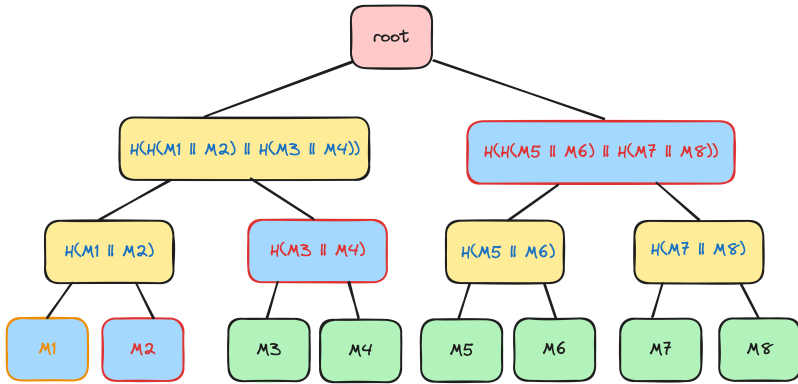 root
H(H(M1 || M2) || H(M3 || M4))
H(H(M5 || M6) || H(M7 || M8))
H(M1 || M2)
H(M3 || M4)
H(M5 || M6)
H(M7 || M8)
M1
M2
M3
M4
M5
M6
M7
M8